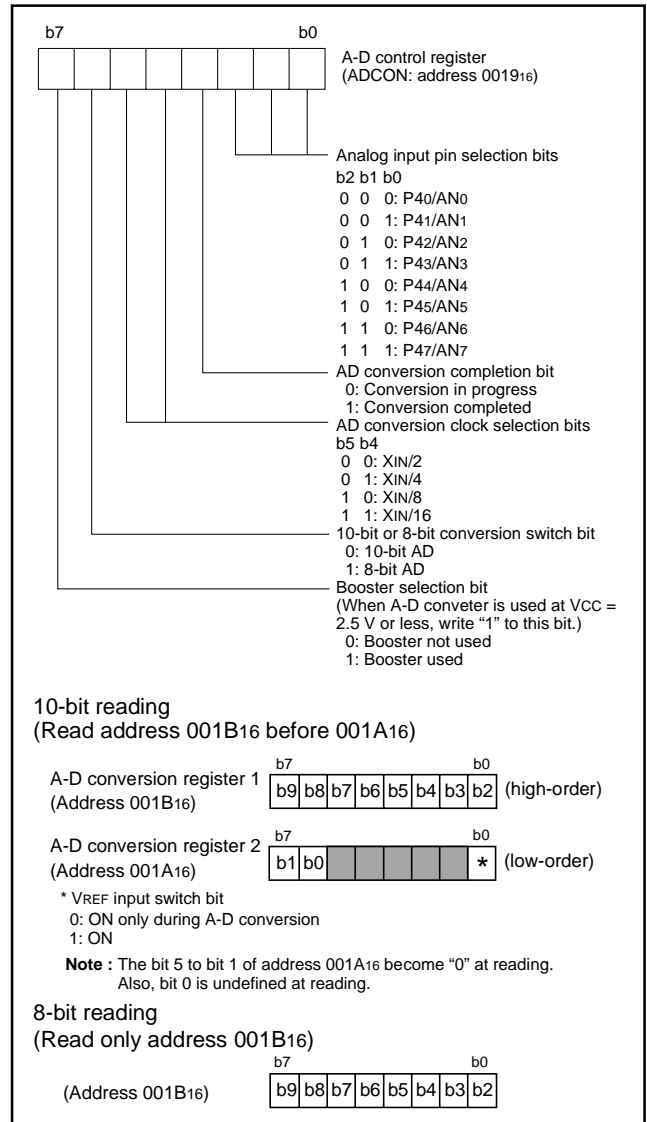 b7 b0
A-D control register
(ADCON: address 001916)
Analog input pin selection bits
b2 b1 b0
0 0 0: P40/AN0
0 0 1: P41/AN1
0 1 0: P42/AN2
0 1 1: P43/AN3
1 0 0: P44/AN4
1 0 1: P45/AN5
1 1 0: P46/AN6
1 1 1: P47/AN7
AD conversion completion bit
0: Conversion in progress
1: Conversion completed
AD conversion clock selection bits
b5 b4
0 0: XIN/2
0 1: XIN/4
1 0: XIN/8
1 1: XIN/16
10-bit or 8-bit conversion switch bit
0: 10-bit AD
1: 8-bit AD
Booster selection bit
(When A-D conveter is used at VCC =
2.5 V or less, write “1” to this bit.)
0: Booster not used
1: Booster used
10-bit reading
(Read address 001B16 before 001A16)
b7 b0
A-D conversion register 1
(Address 001B16)
b9 b8 b7 b6 b5 b4 b3 b2 (high-order)
b7 b0
A-D conversion register 2
(Address 001A16)
b1 b0 * (low-order)
* VREF input switch bit
0: ON only during A-D conversion
1: ON
Note : The bit 5 to bit 1 of address 001A16 become “0” at reading.
Also, bit 0 is undefined at reading.
8-bit reading
(Read only address 001B16)
b7 b0
(Address 001B16) b9 b8 b7 b6 b5 b4 b3 b2